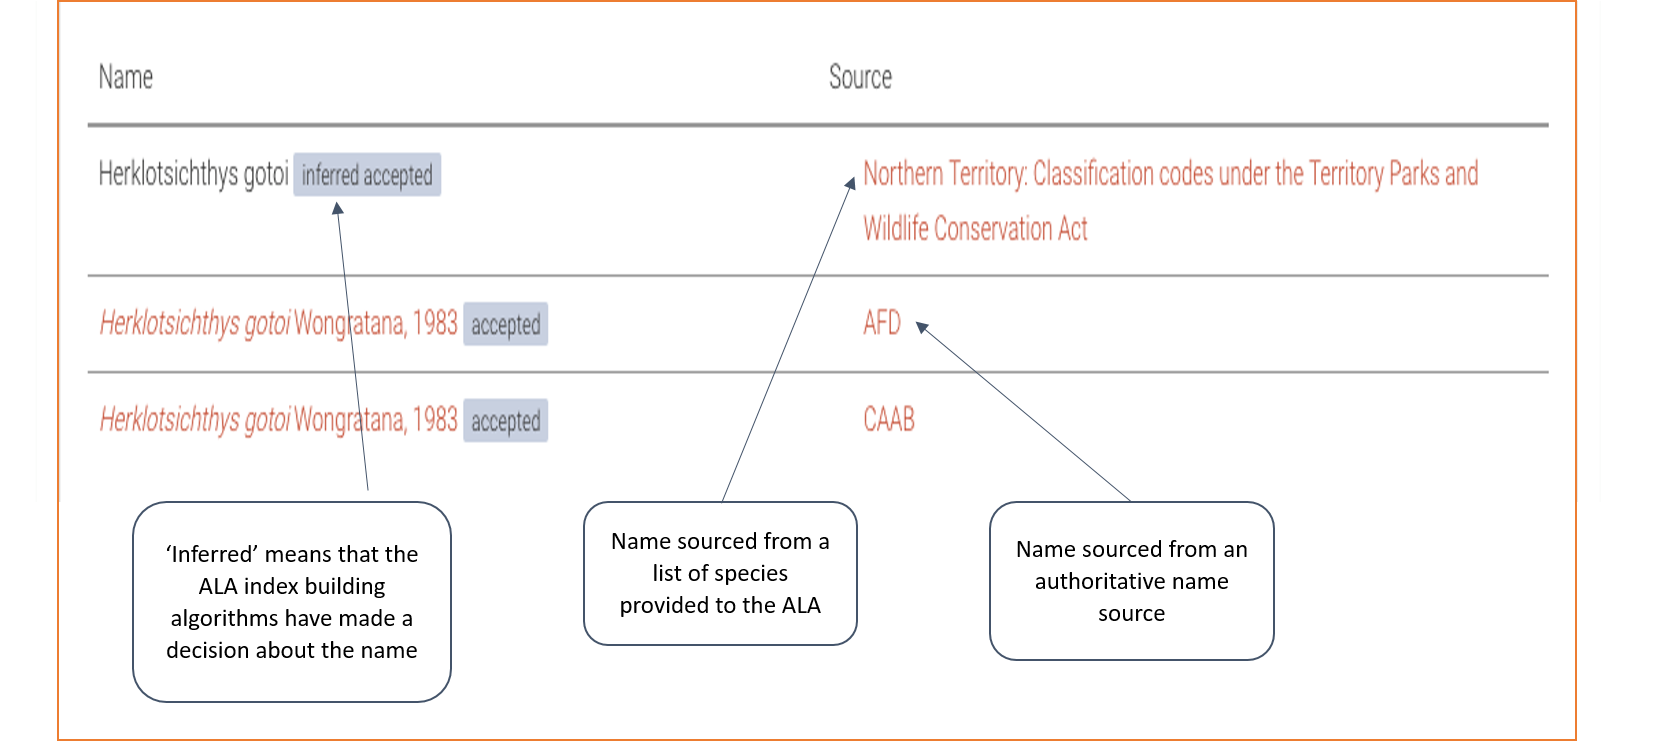 Name Source
Herklotsichthys gotoi inferred accepted Northern Territory: Classification codes under the Territory Parks and
Wildlife Conservation Act
Herklotsichthys gotoi Wongratana, 1983 accepted AFD
Herklotsichthys gotoi Wongratana, 1983 accepted CAAB
‘Inferred’ means that the
ALA index building
algorithms have made a
decision about the name
Name sourced from a
list of species
provided to the ALA
Name sourced from an
authoritative name
source